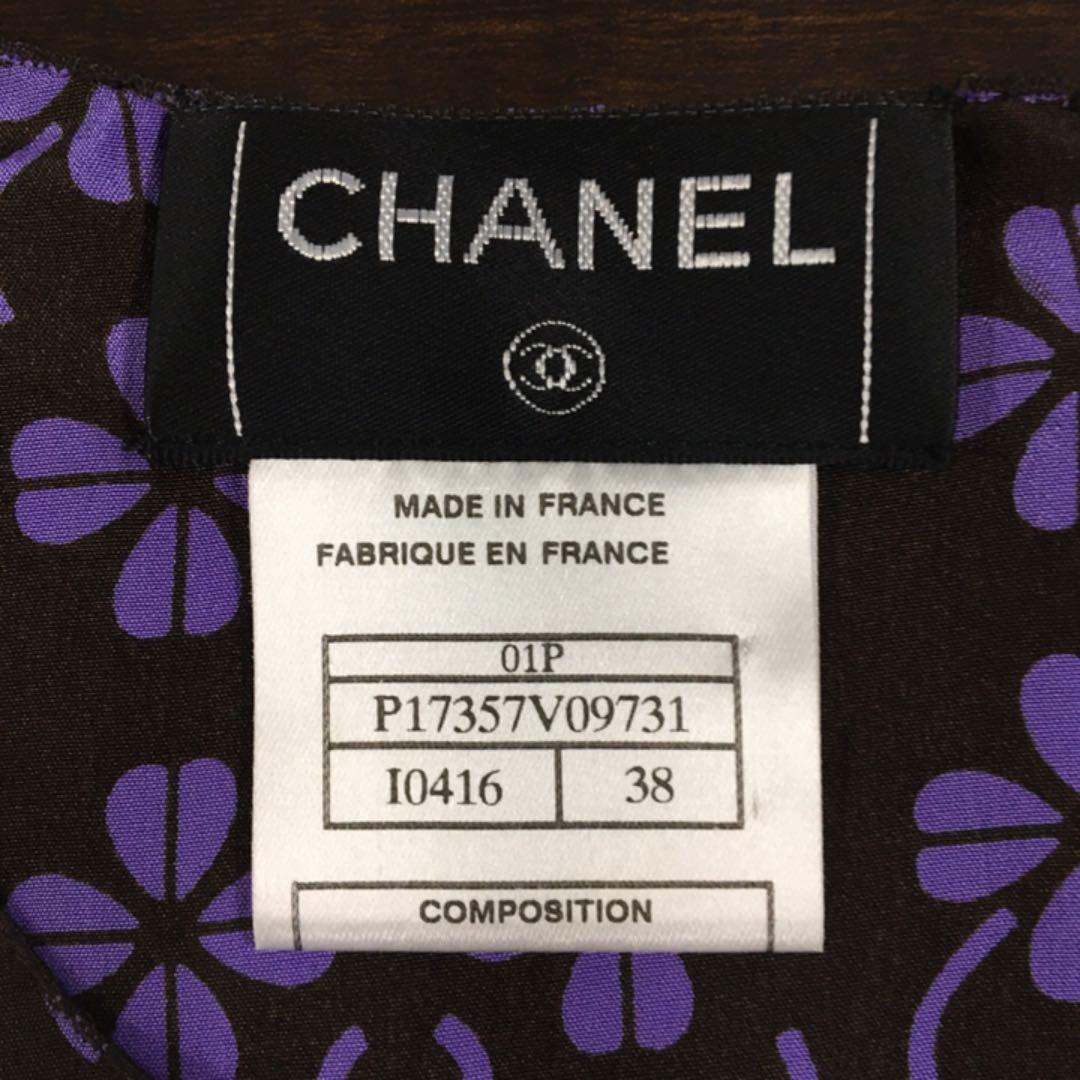 CHANEL
MADE IN FRANCE
FABRIQUE EN FRANCE
01P
P17357V09731
I0416 38
COMPOSITION